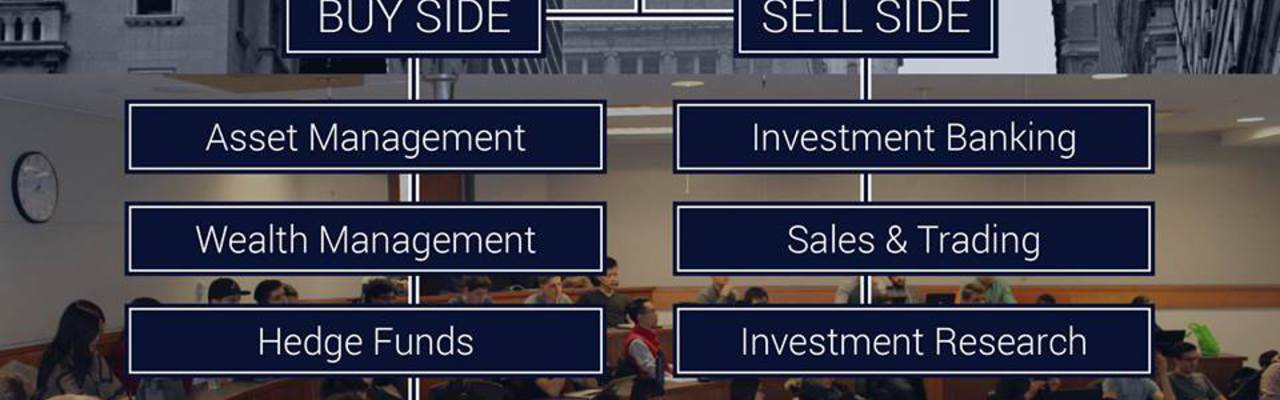 BUY SIDE
SELL SIDE
Asset Management
Investment Banking
Wealth Management
Sales & Trading
Hedge Funds
Investment Research